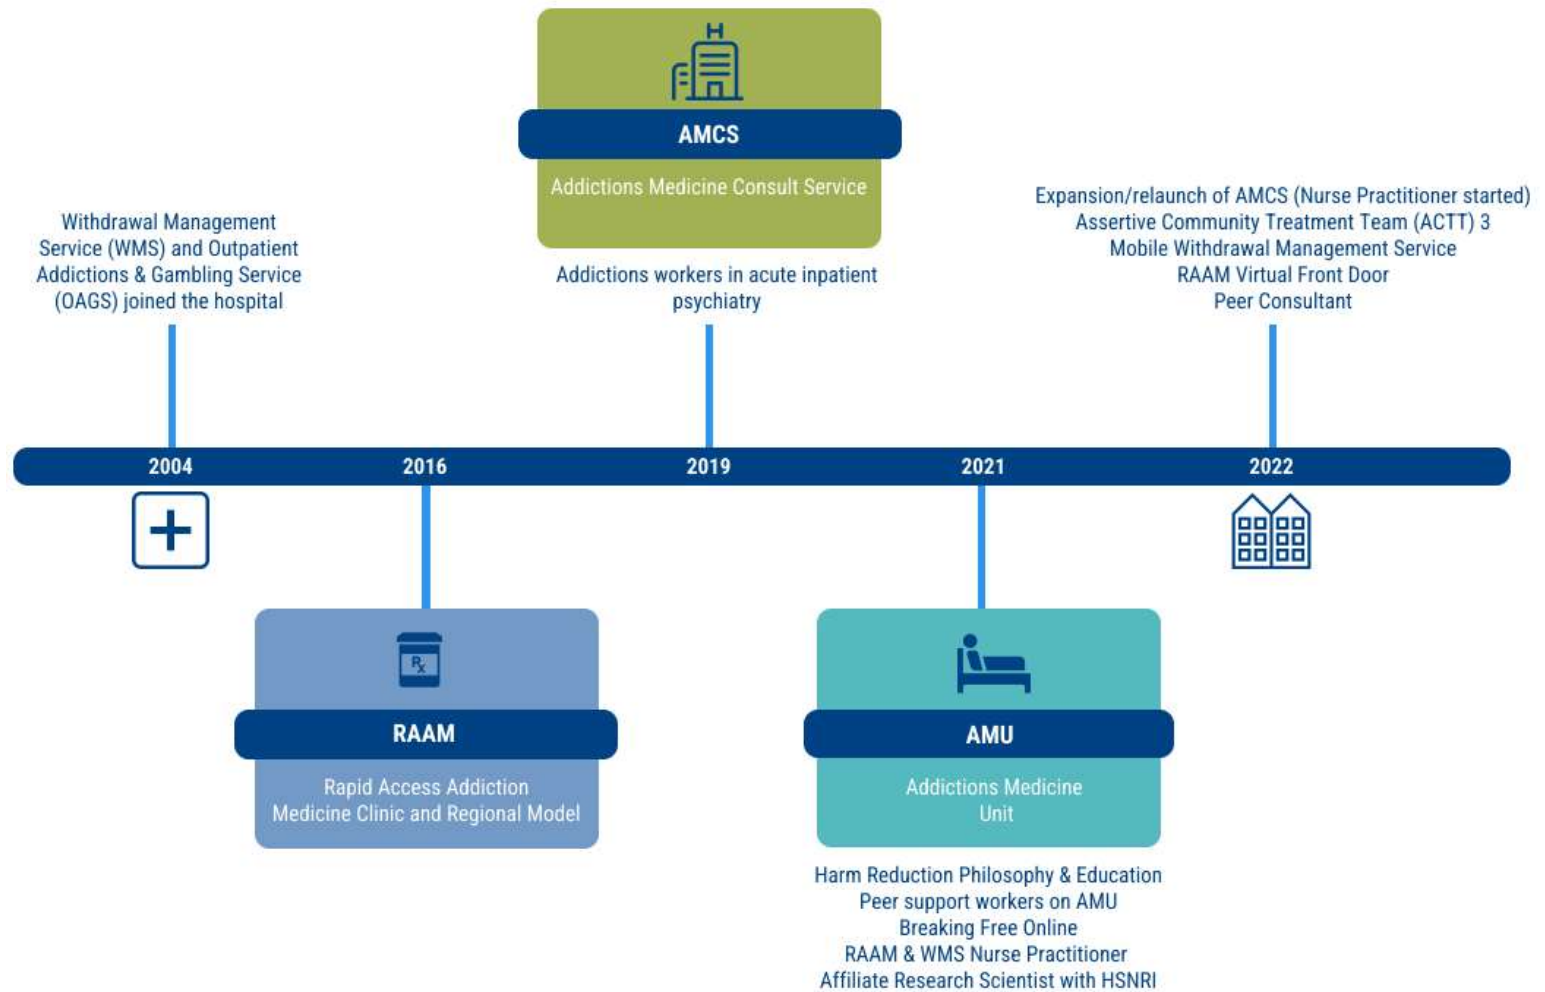 H
AMCS
Addictions Medicine Consult Service
Addictions workers in acute inpatient
psychiatry
Withdrawal Management
Service (WMS) and Outpatient
Addictions & Gambling Service
(OAGS) joined the hospital
Expansion/relaunch of AMCS (Nurse Practitioner started)
Assertive Community Treatment Team (ACTT) 3
Mobile Withdrawal Management Service
RAAM Virtual Front Door
Peer Consultant
2004
2016
2019
2021
2022
Rx
RAAM
Rapid Access Addiction
Medicine Clinic and Regional Model
AMU
Addictions Medicine
Unit
Harm Reduction Philosophy & Education
Peer support workers on AMU
Breaking Free Online
RAAM & WMS Nurse Practitioner
Affiliate Research Scientist with HSNRI